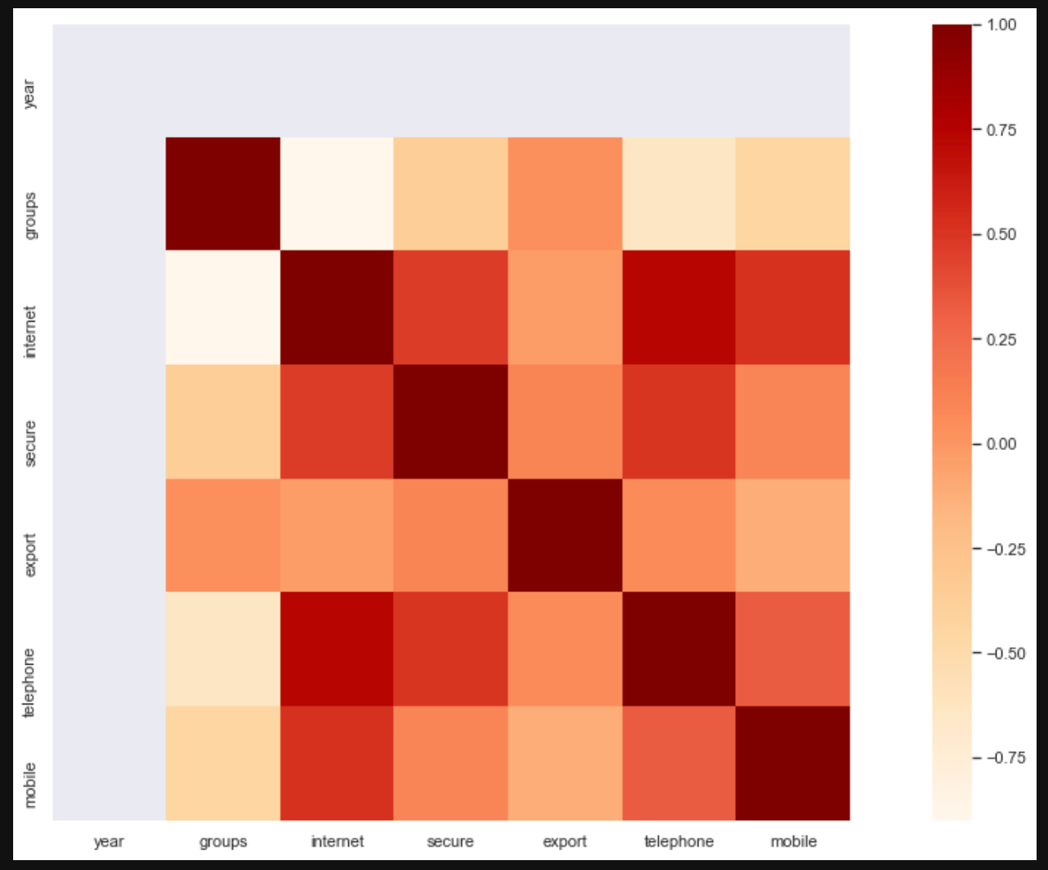 year
groups
internet
secure
export
telephone
mobile
year groups internet secure export telephone mobile
1.00
0.75
0.50
0.25
0.00
−0.25
−0.50
−0.75